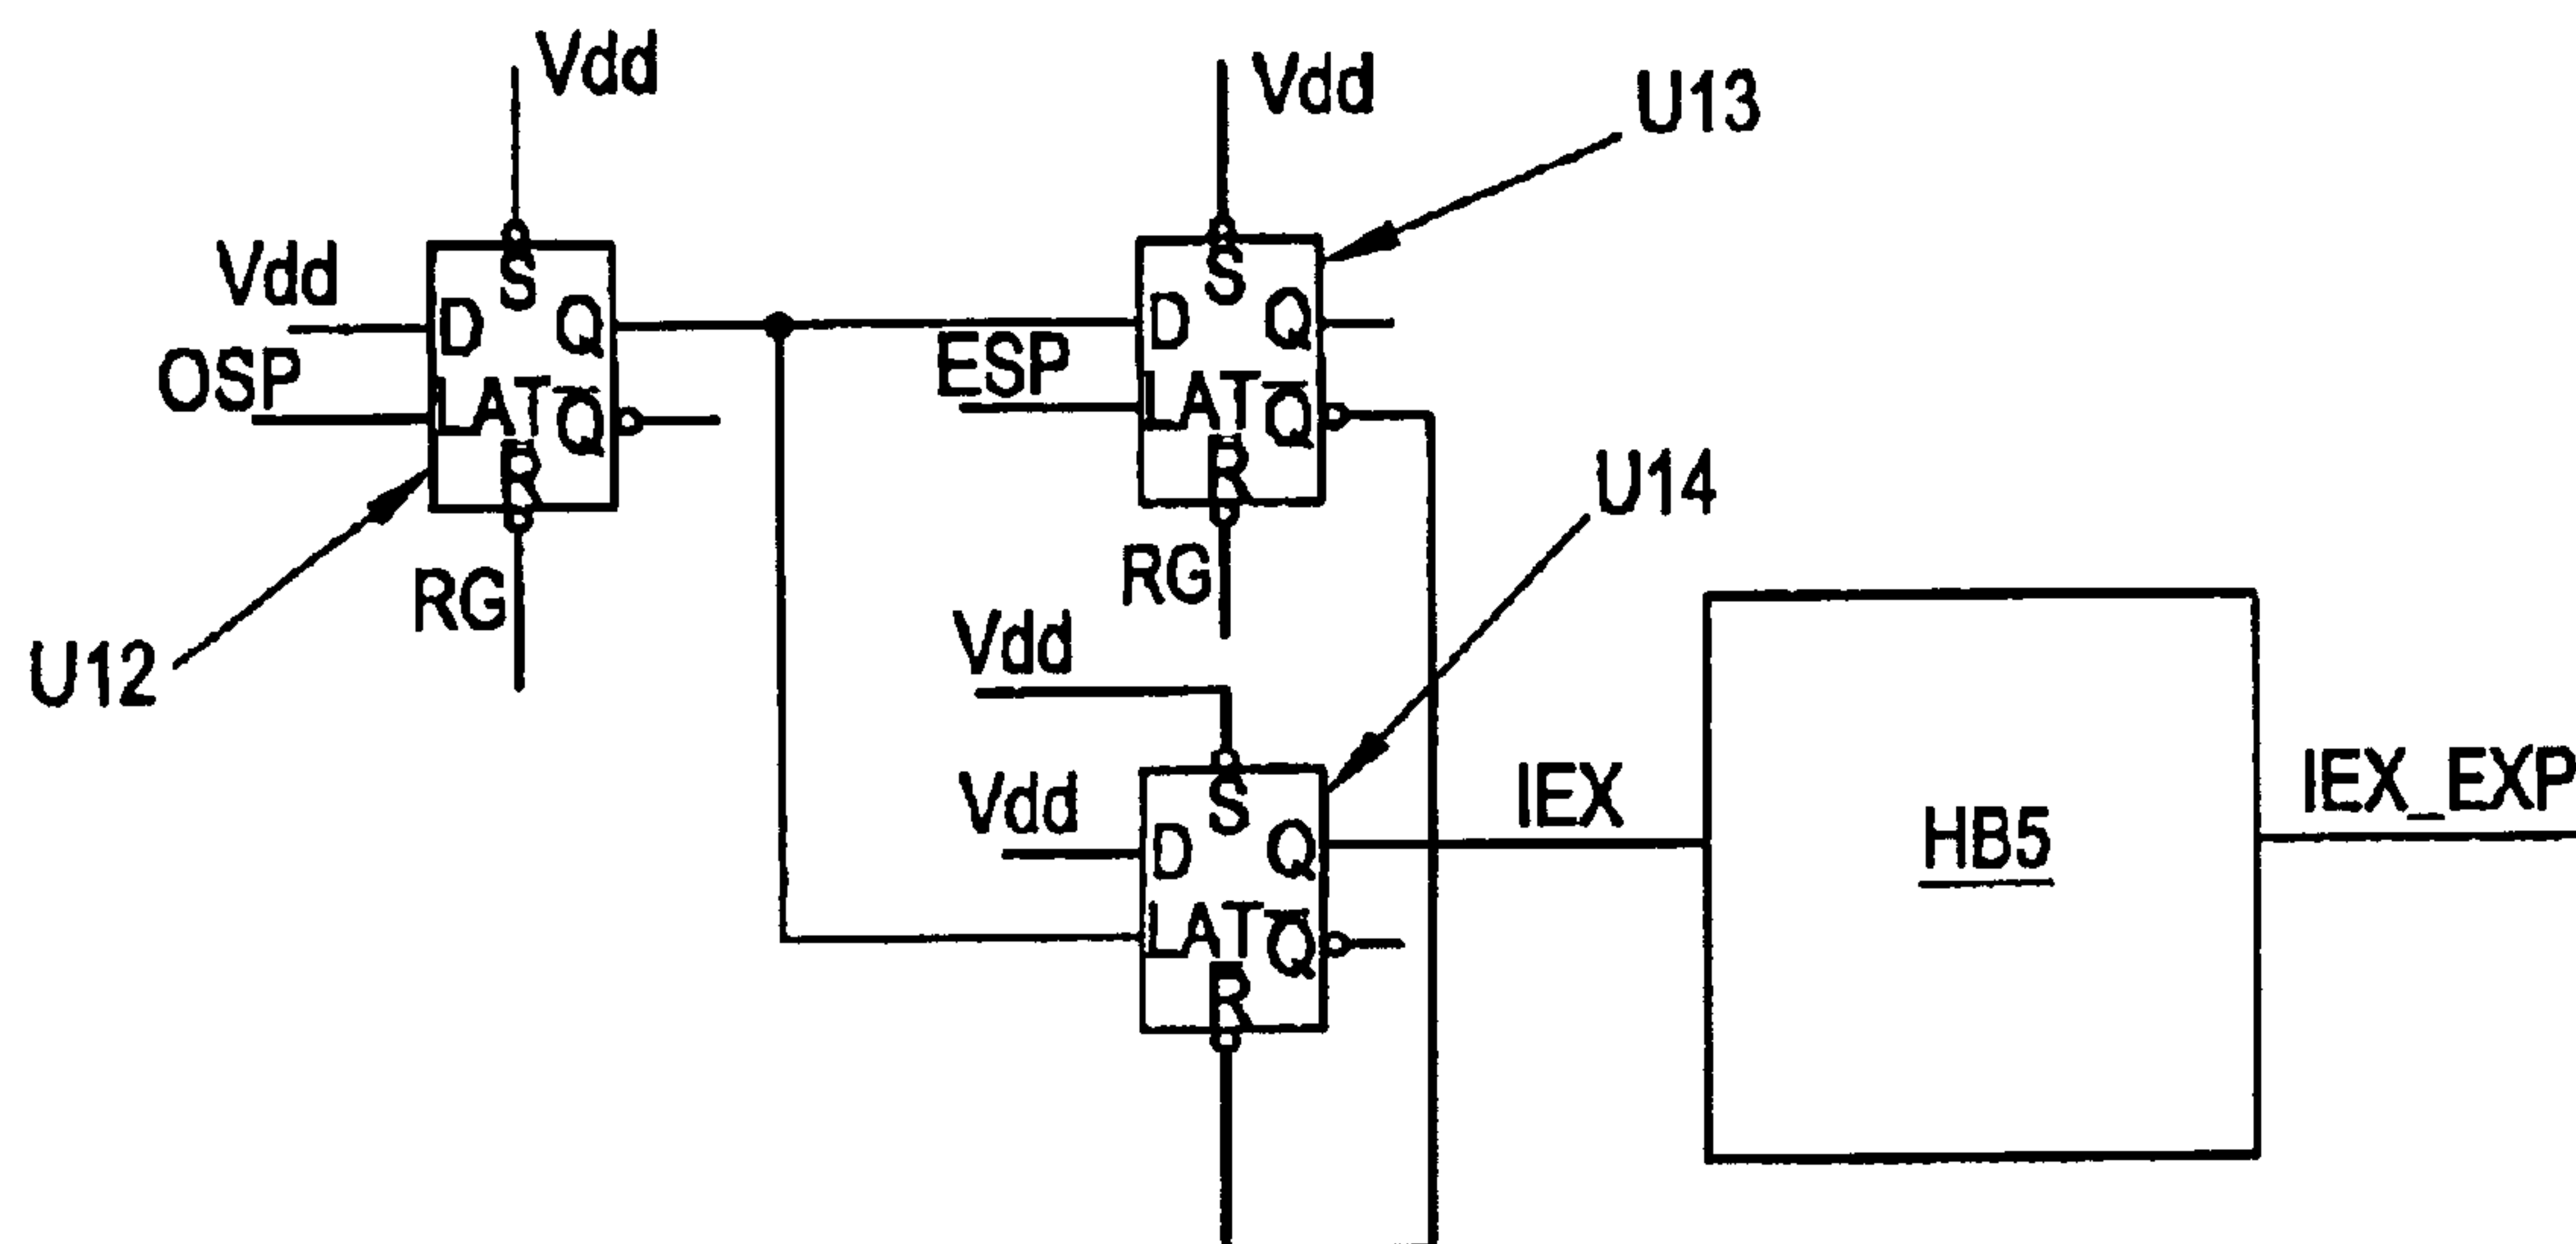 Vdd
Vdd
U13
Vdd
S
D
Q
OSP
LAT
Q̅
R̅
RG
U12
S
D
Q
ESP
LAT
Q̅
R̅
RG
U14
Vdd
Vdd
S
D
Q
LAT
Q̅
R̅
IEX
HB5
IEX_EXP